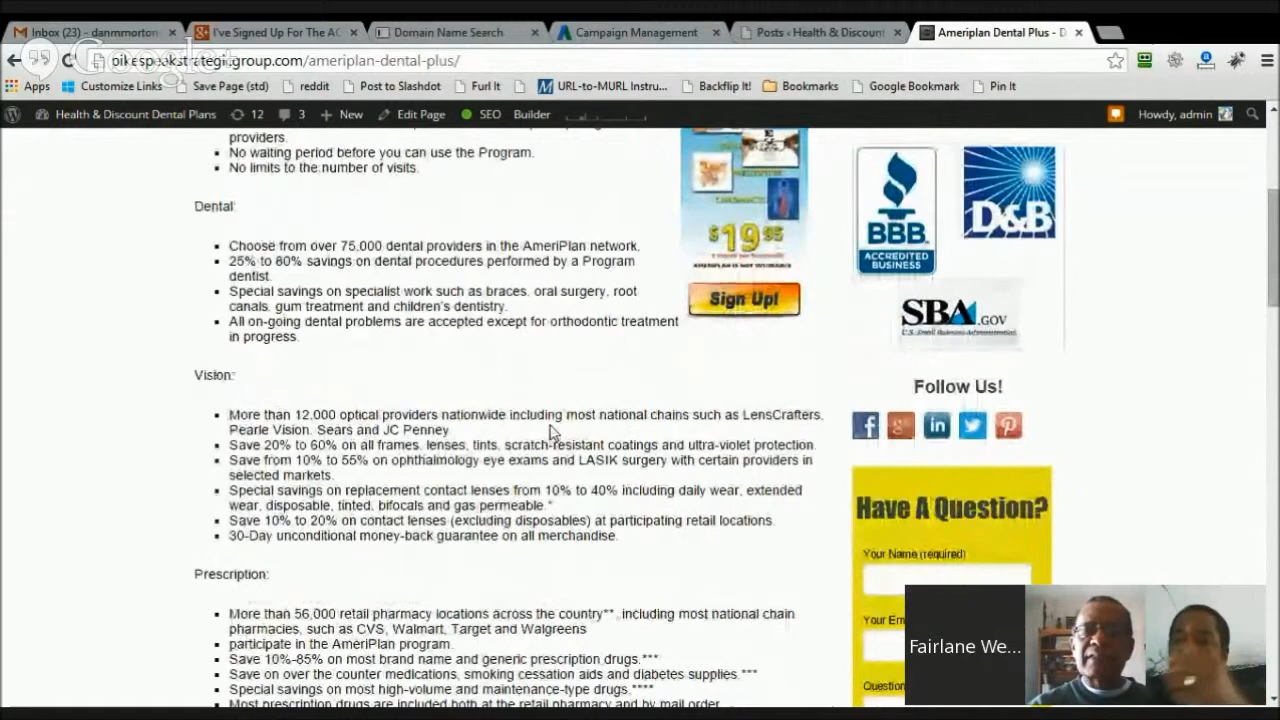 Inbox (23) - danmmorton
I've Signed Up For The AC
Domain Name Search
Campaign Management
Posts ‹ Health & Discount
Ameriplan Dental Plus - D
Google+
pikespeakstrategicgroup.com/ameriplan-dental-plus/
Apps
Customize Links
Save Page (std)
reddit
Post to Slashdot
Furl It
URL-to-MURL Instru...
Backflip It!
Bookmarks
Google Bookmark
Pin It
Health & Discount Dental Plans
12
3
+ New
Edit Page
SEO
Builder
Howdy, admin
providers.
No waiting period before you can use the Program.
No limits to the number of visits.
Dental:
Choose from over 75,000 dental providers in the AmeriPlan network.
25% to 80% savings on dental procedures performed by a Program
dentist.
Special savings on specialist work such as braces, oral surgery, root
canals, gum treatment and children's dentistry.
All on-going dental problems are accepted except for orthodontic treatment
in progress.
Vision:
More than 12,000 optical providers nationwide including most national chains such as LensCrafters,
Pearle Vision, Sears and JC Penney
Save 20% to 60% on all frames, lenses, tints, scratch-resistant coatings and ultra-violet protection.
Save from 10% to 55% on ophthalmology eye exams and LASIK surgery with certain providers in
selected markets.
Special savings on replacement contact lenses from 10% to 40% including daily wear, extended
wear, disposable, tinted, bifocals and gas permeable.*
Save 10% to 20% on contact lenses (excluding disposables) at participating retail locations.
30-Day unconditional money-back guarantee on all merchandise.
Prescription:
More than 56,000 retail pharmacy locations across the country**, including most national chain
pharmacies, such as CVS, Walmart, Target and Walgreens
participate in the AmeriPlan program.
Save 10%-85% on most brand name and generic prescription drugs.***
Save on over the counter medications, smoking cessation aids and diabetes supplies.***
Special savings on most high-volume and maintenance-type drugs.****
Most prescription drugs are included both at the retail pharmacy and by mail order.
$19.95
Sign Up!
BBB
ACCREDITED
BUSINESS
D&B
SBA.GOV
U.S. Small Business Administration
Follow Us!
Have A Question?
Your Name (required)
Your Em
Question
Fairlane We...